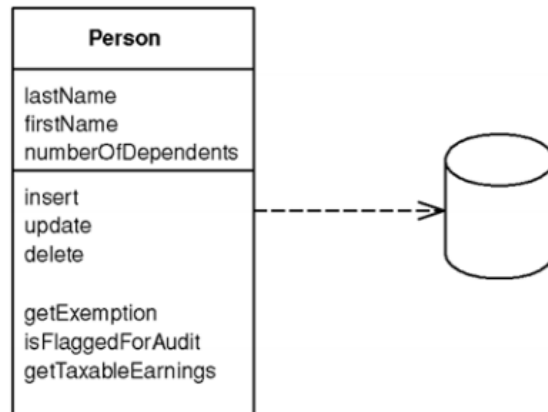 Person
lastName
firstName
numberOfDependents
insert
update
delete
getExemption
isFlaggedForAudit
getTaxableEarnings